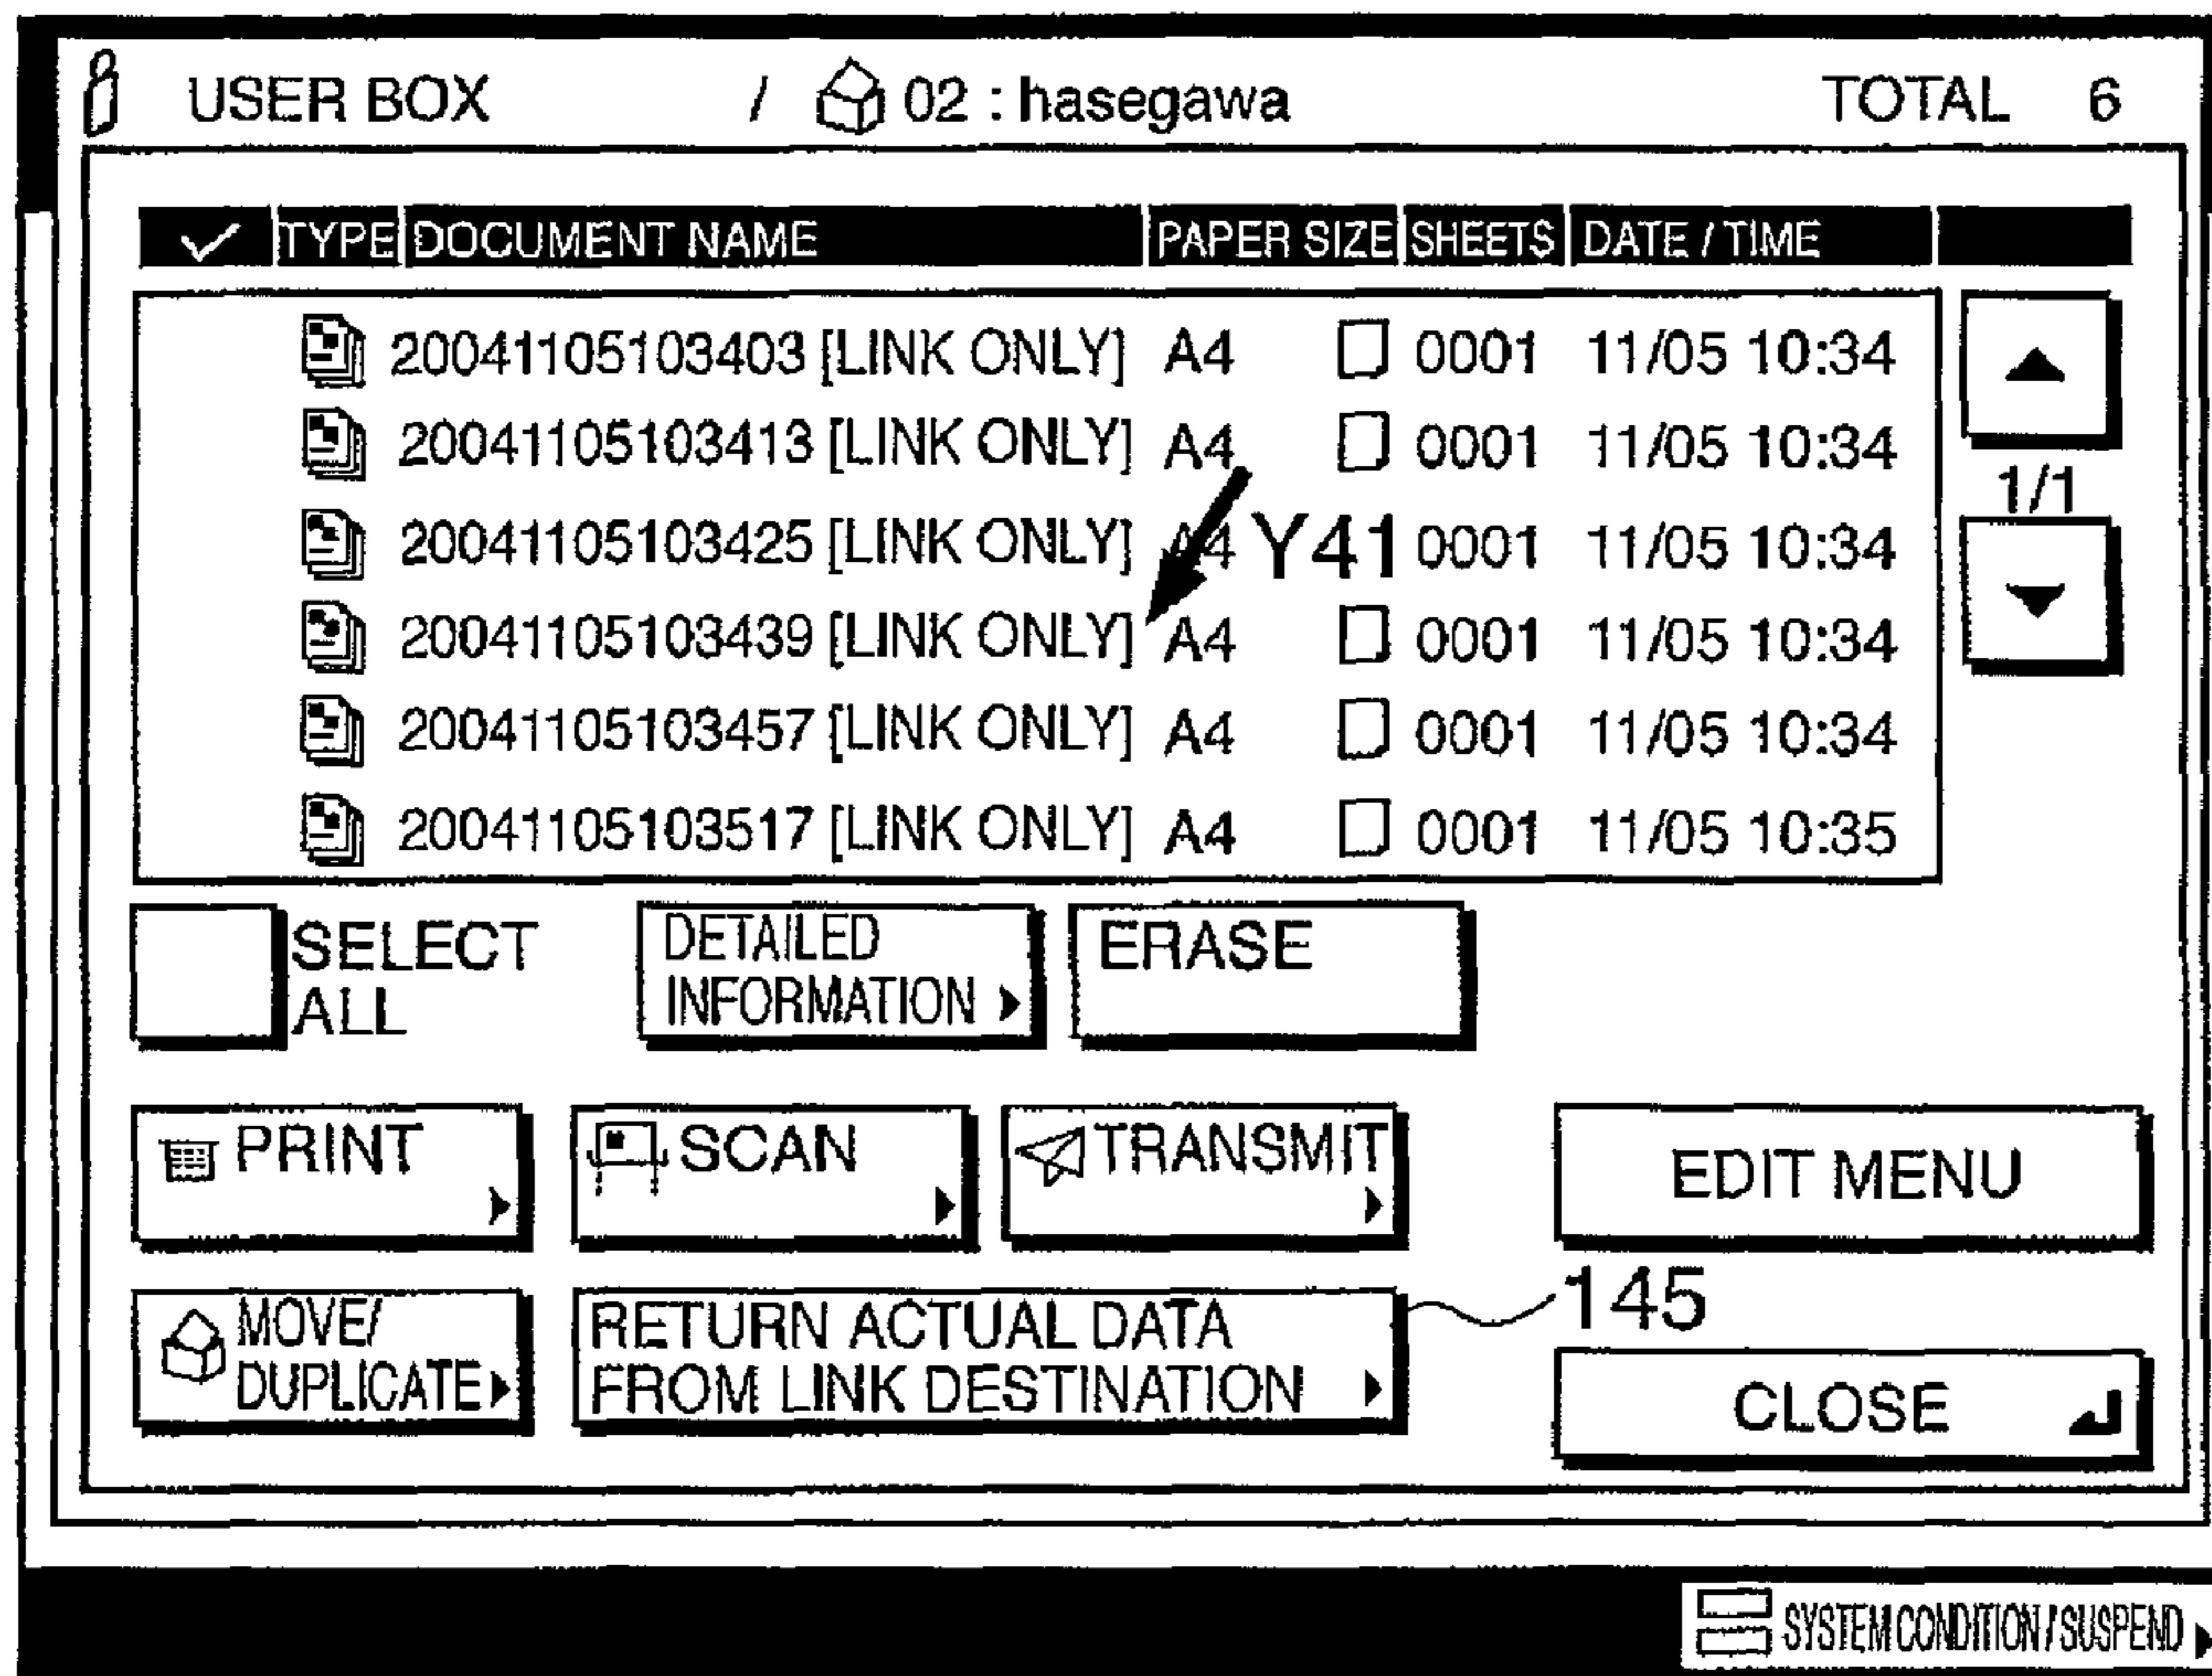 USER BOX / 02 : hasegawa TOTAL 6
TYPE DOCUMENT NAME PAPER SIZE SHEETS DATE / TIME
20041105103403 [LINK ONLY] A4 0001 11/05 10:34
20041105103413 [LINK ONLY] A4 0001 11/05 10:34
1/1
20041105103425 [LINK ONLY] A4 Y41 0001 11/05 10:34
20041105103439 [LINK ONLY] A4 0001 11/05 10:34
20041105103457 [LINK ONLY] A4 0001 11/05 10:34
20041105103517 [LINK ONLY] A4 0001 11/05 10:35
SELECT
ALL
DETAILED
INFORMATION
ERASE
PRINT
SCAN
TRANSMIT
EDIT MENU
MOVE/
DUPLICATE
RETURN ACTUAL DATA
FROM LINK DESTINATION
145
CLOSE
SYSTEM CONDITION / SUSPEND